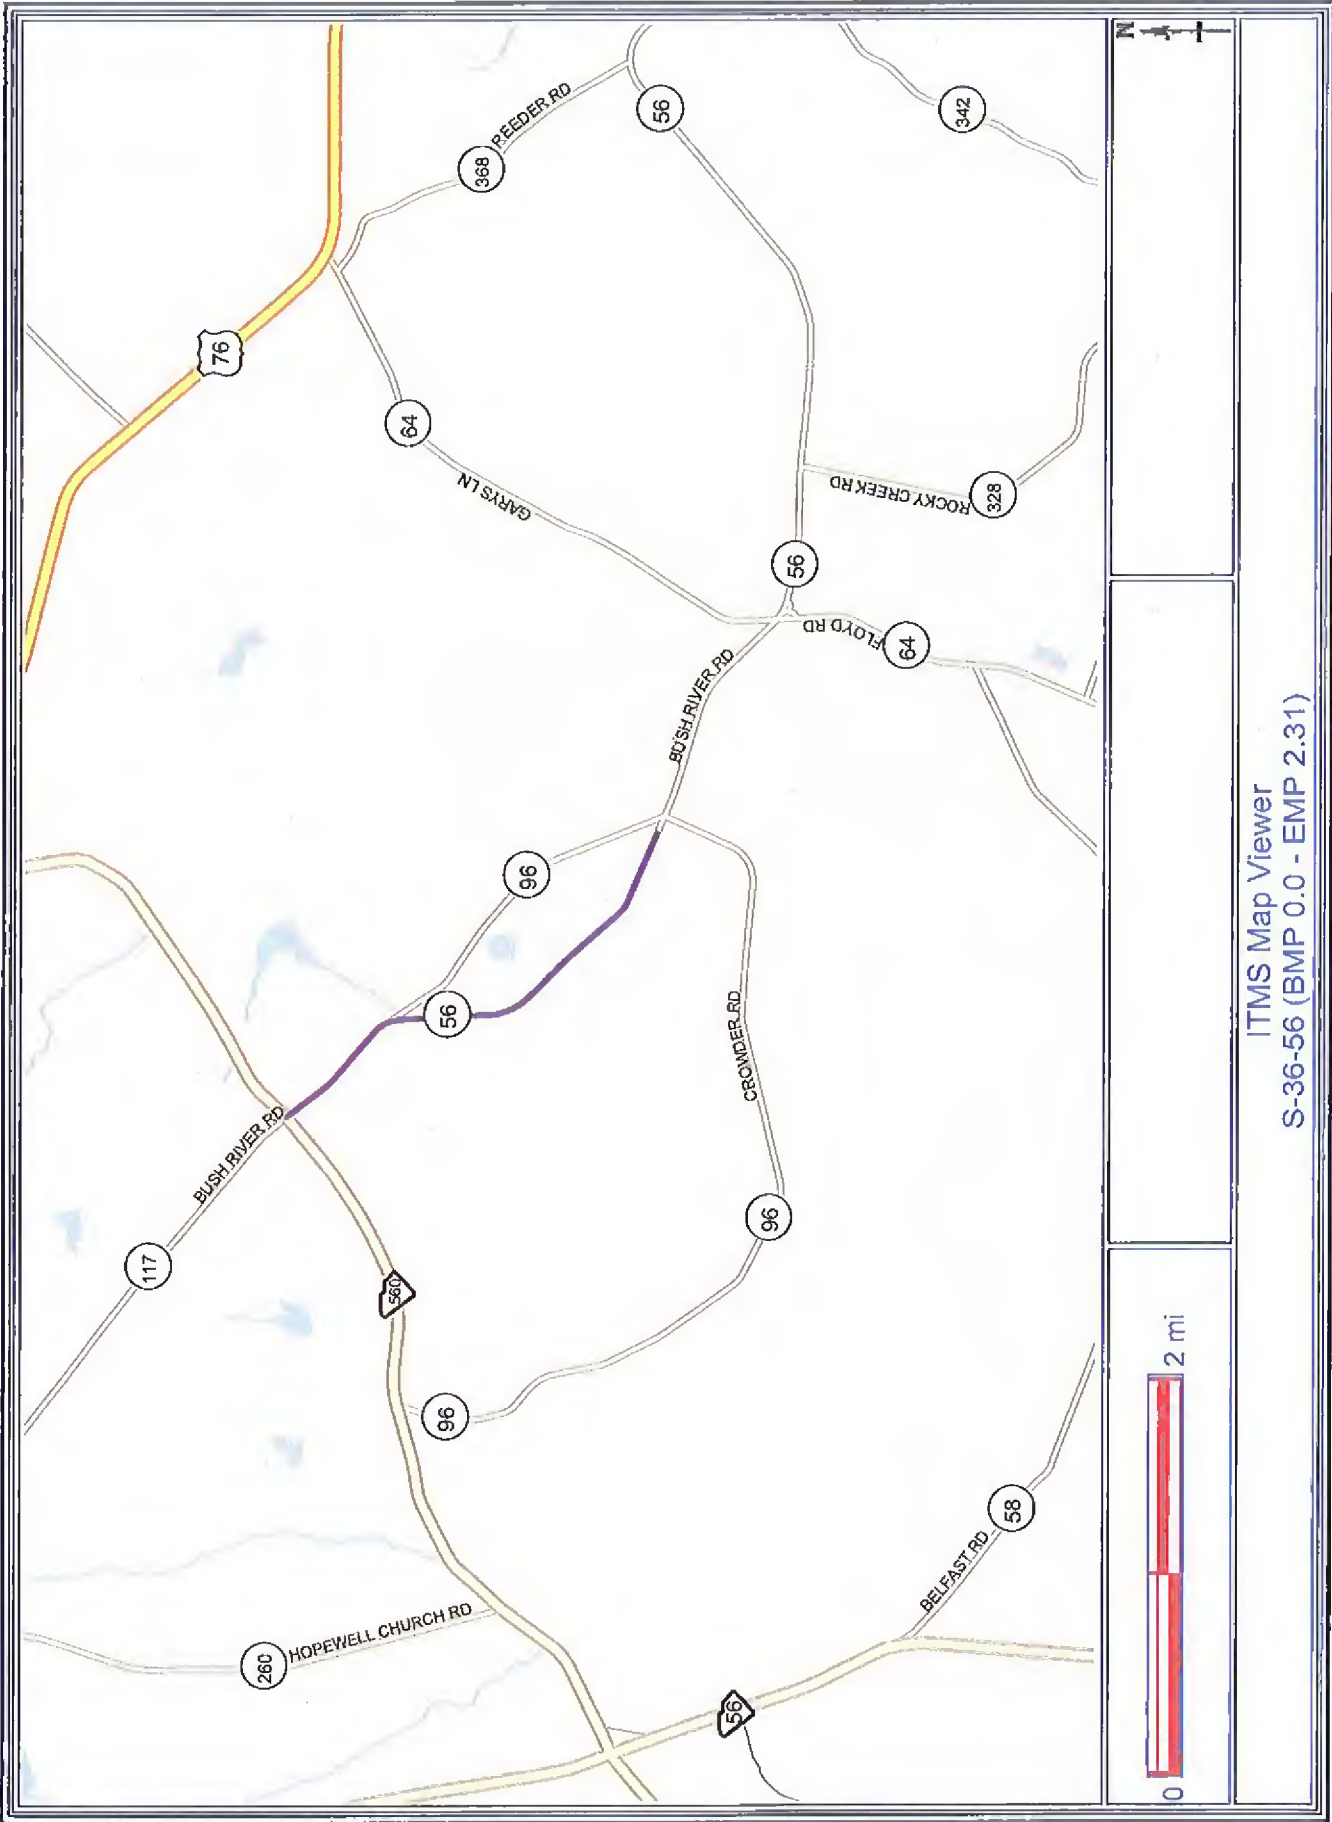 N
76
117
BUSH RIVER RD
260
HOPEWELL CHURCH RD
560
96
56
96
64
GARYS LN
368
REEDER RD
56
BUSH RIVER RD
CROWDER RD
96
56
FLOYD RD
64
ROCKY CREEK RD
328
342
56
BELFAST RD
58
0
2 mi
ITMS Map Viewer
S-36-56 (BMP 0.0 - EMP 2.31)